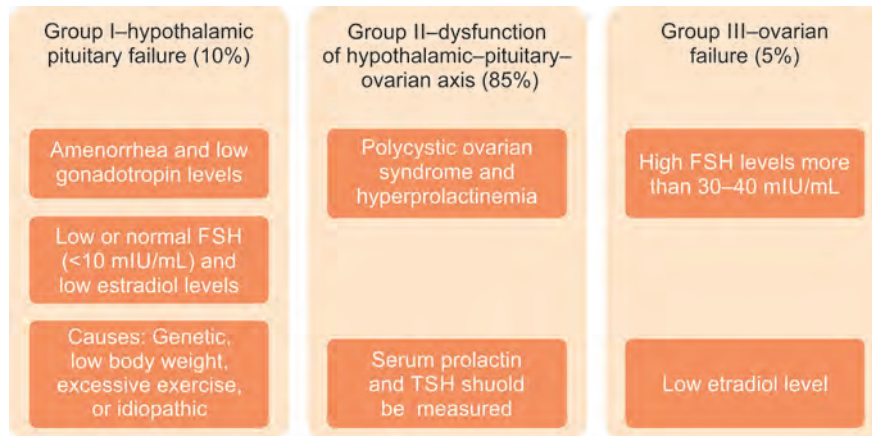 Group I–hypothalamic
pituitary failure (10%)
Amenorrhea and low
gonadotropin levels
Low or normal FSH
(<10 mIU/mL) and
low estradiol levels
Causes: Genetic,
low body weight,
excessive exercise,
or idiopathic
Group II–dysfunction
of hypothalamic–pituitary–
ovarian axis (85%)
Polycystic ovarian
syndrome and
hyperprolactinemia
Serum prolactin
and TSH shuold
be measured
Group III–ovarian
failure (5%)
High FSH levels more
than 30–40 mIU/mL
Low etradiol level